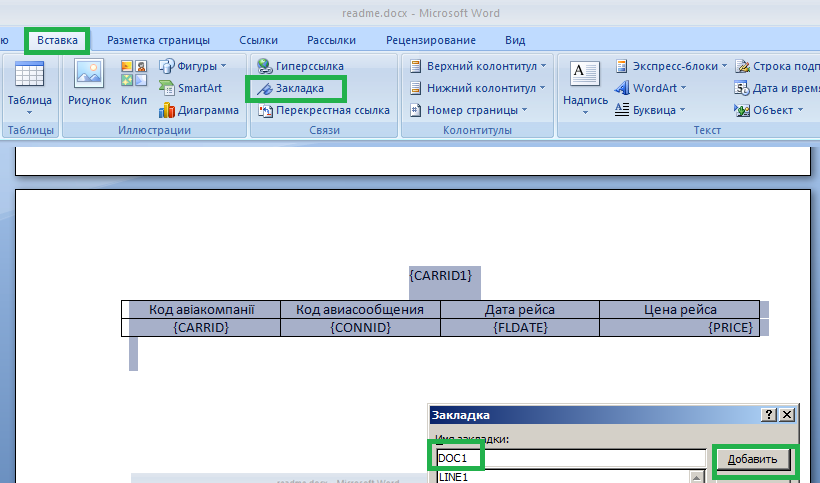 readme.docx - Microsoft Word
ю Вставка Разметка страницы Ссылки Рассылки Рецензирование Вид
Таблица
Таблицы
Рисунок Клип
Фигуры
SmartArt
Диаграмма
Иллюстрации
Гиперссылка
Закладка
Перекрестная ссылка
Связи
Верхний колонтитул
Нижний колонтитул
Номер страницы
Колонтитулы
Надпись
Экспресс-блоки
WordArt
Буквица
Строка подп
Дата и время
Объект
Текст
{CARRID1}
Код авіакомпанії Код авиасообщения Дата рейса Цена рейса
{CARRID} {CONNID} {FLDATE} {PRICE}
Закладка
Имя закладки:
DOC1 Добавить
LINE1
readme.docx - Microsoft Word